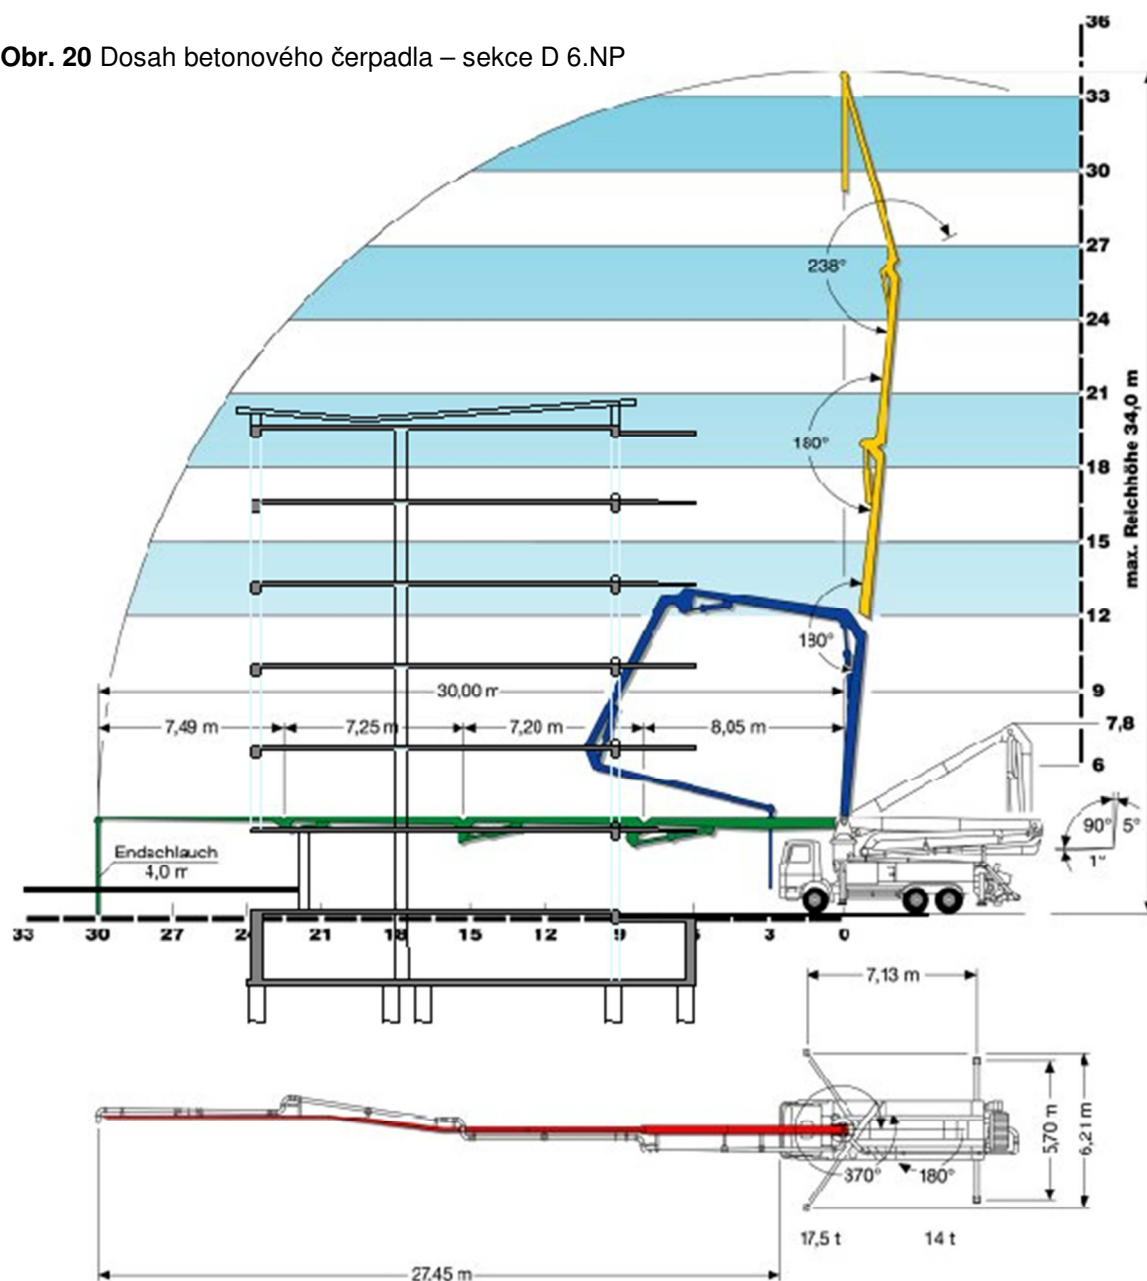 Obr. 20 Dosah betonového čerpadla – sekce D 6.NP
36
33
30
27
238°
24
21
180°
18
max. Reichhöhe 34,0 m
15
12
130°
30,00 m
9
7,49 m
7,25 m
7,20 m
8,05 m
7,8
6
90°
5°
1°
Endschlauch
4,0 m
33
30
27
24
21
18
15
12
9
6
3
0
7,13 m
5,70 m
6,21 m
370°
180°
17,5 t
14 t
27,45 m